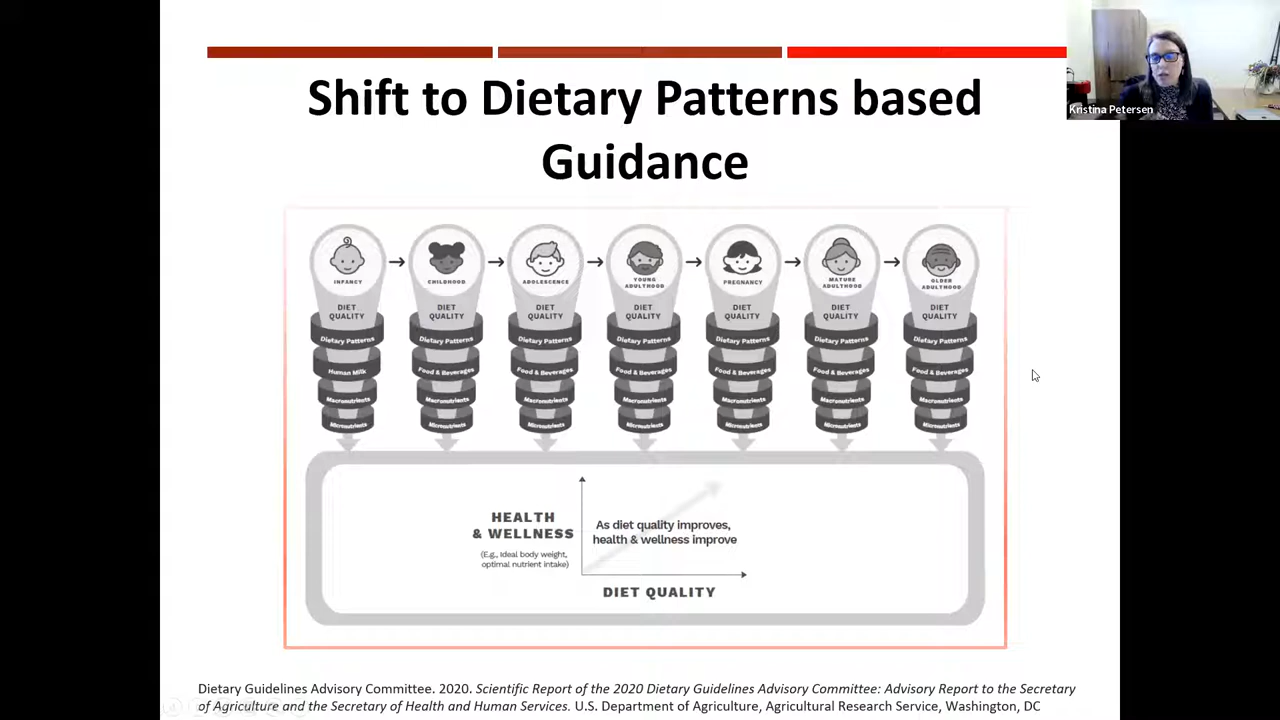 Kristina Petersen
Shift to Dietary Patterns based
Guidance
INFANCY
CHILDHOOD
ADOLESCENCE
YOUNG
ADULTHOOD
PREGNANCY
MATURE
ADULTHOOD
OLDER
ADULTHOOD
DIET
QUALITY
DIET
QUALITY
DIET
QUALITY
DIET
QUALITY
DIET
QUALITY
DIET
QUALITY
DIET
QUALITY
Dietary Patterns
Dietary Patterns
Dietary Patterns
Dietary Patterns
Dietary Patterns
Dietary Patterns
Dietary Patterns
Human Milk
Food & Beverages
Food & Beverages
Food & Beverages
Food & Beverages
Food & Beverages
Food & Beverages
Macronutrients
Macronutrients
Macronutrients
Macronutrients
Macronutrients
Macronutrients
Macronutrients
Micronutrients
Micronutrients
Micronutrients
Micronutrients
Micronutrients
Micronutrients
Micronutrients
HEALTH
& WELLNESS
(E.g., Ideal body weight,
optimal nutrient intake)
As diet quality improves,
health & wellness improve
DIET QUALITY
Dietary Guidelines Advisory Committee. 2020. Scientific Report of the 2020 Dietary Guidelines Advisory Committee: Advisory Report to the Secretary
of Agriculture and the Secretary of Health and Human Services. U.S. Department of Agriculture, Agricultural Research Service, Washington, DC